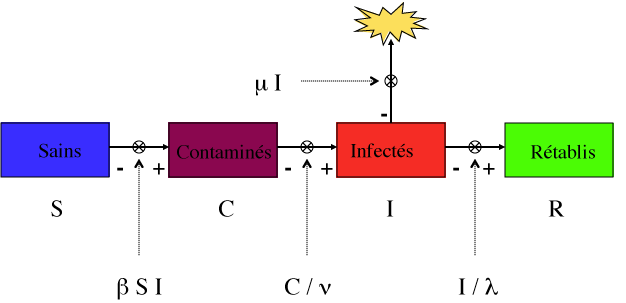 μ I
-
Sains
Contaminés
Infectés
Rétablis
- + - + - +
S C I R
β S I
C / ν
I / λ